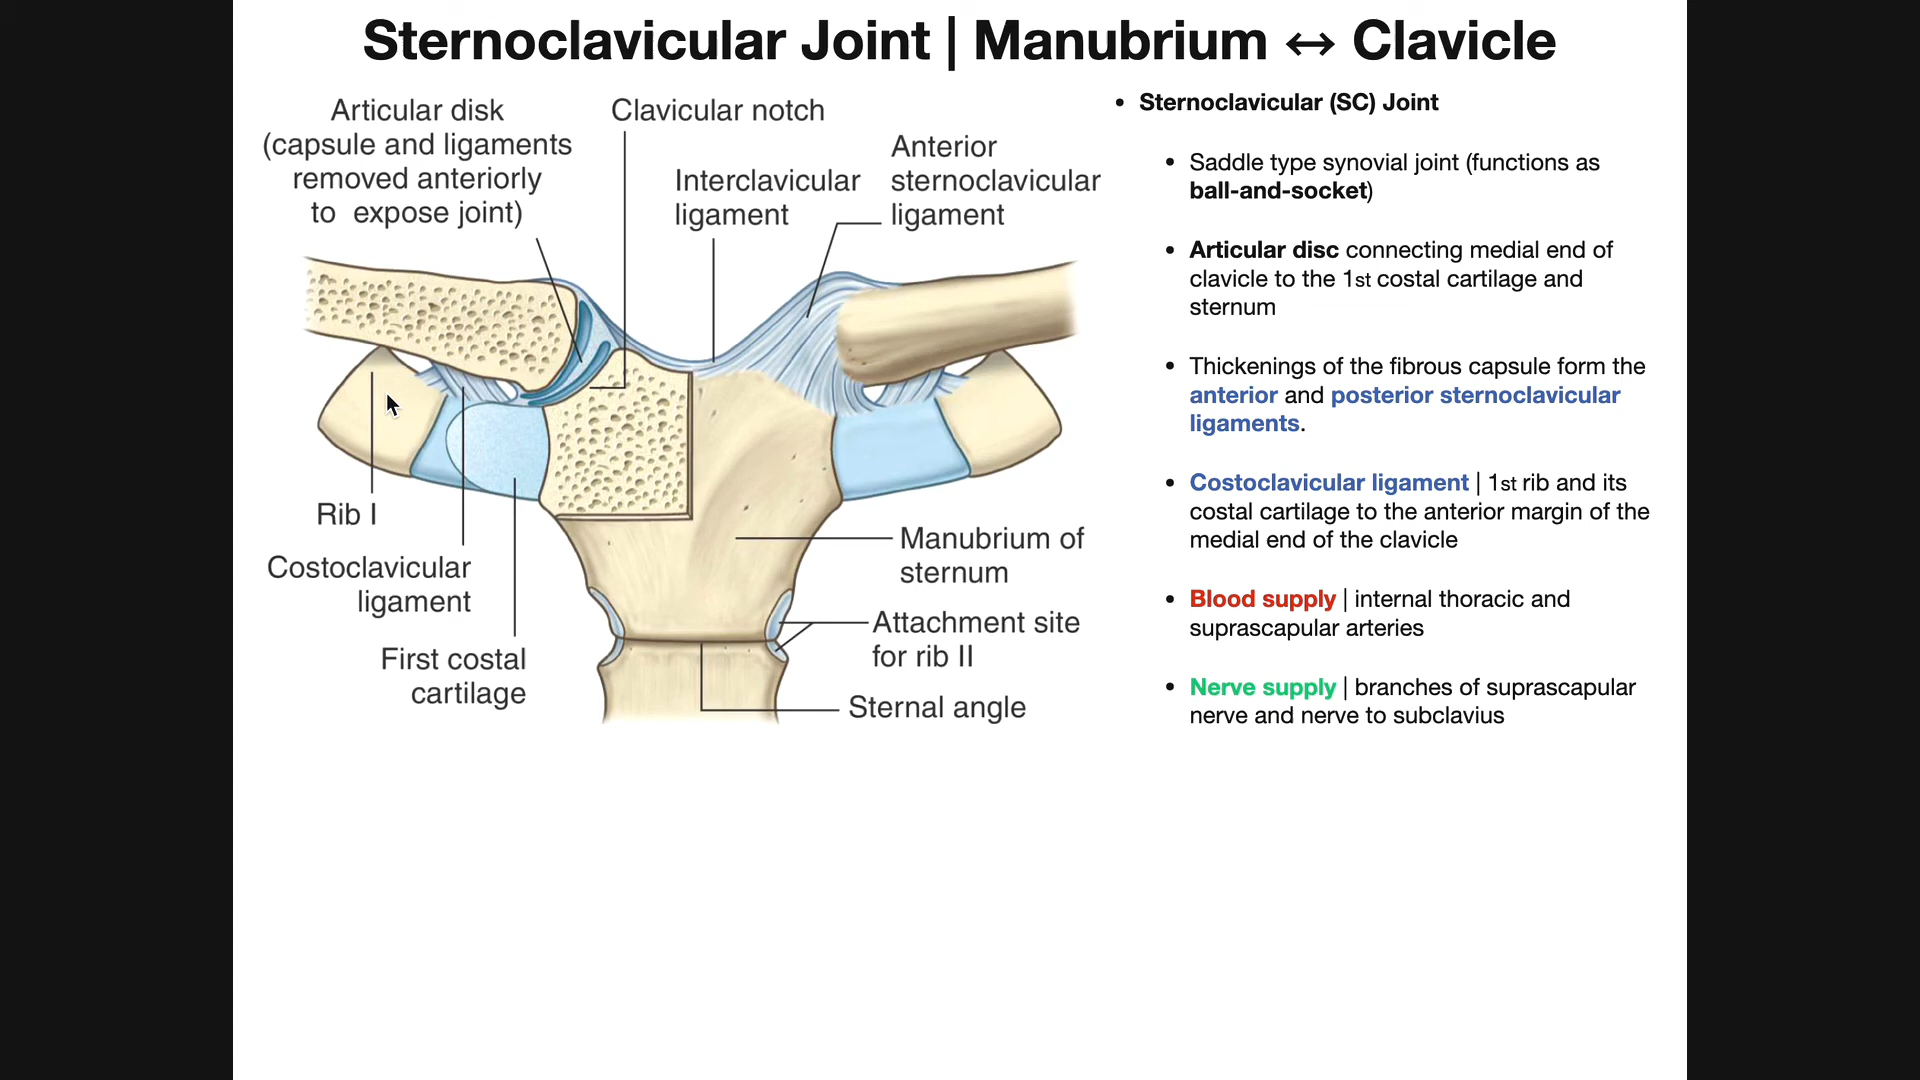 Sternoclavicular Joint | Manubrium ↔ Clavicle
Articular disk
(capsule and ligaments
removed anteriorly
to expose joint)
Clavicular notch
Interclavicular
ligament
Anterior
sternoclavicular
ligament
Rib I
Costoclavicular
ligament
First costal
cartilage
Manubrium of
sternum
Attachment site
for rib II
Sternal angle
• Sternoclavicular (SC) Joint
• Saddle type synovial joint (functions as
ball-and-socket)
• Articular disc connecting medial end of
clavicle to the 1st costal cartilage and
sternum
• Thickenings of the fibrous capsule form the
anterior and posterior sternoclavicular
ligaments.
• Costoclavicular ligament | 1st rib and its
costal cartilage to the anterior margin of the
medial end of the clavicle
• Blood supply | internal thoracic and
suprascapular arteries
• Nerve supply | branches of suprascapular
nerve and nerve to subclavius